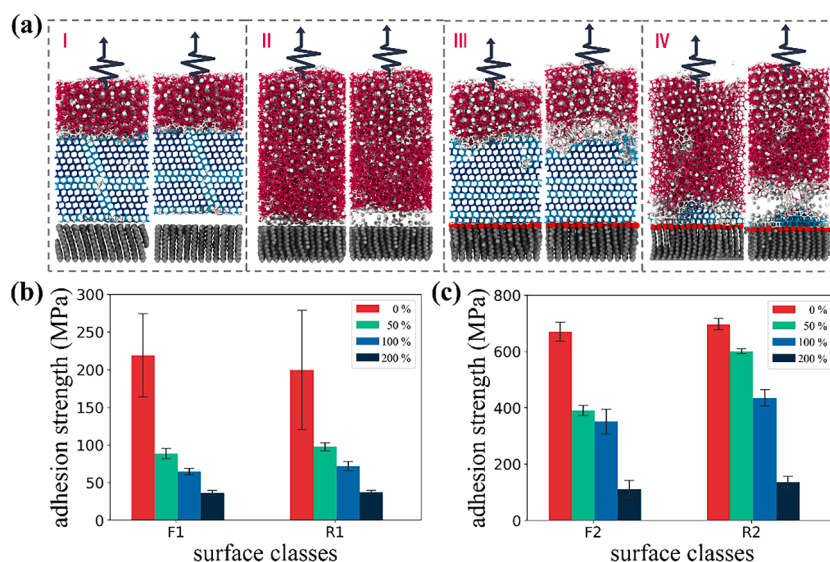 (a)
I
II
III
IV
(b)
adhesion strength (MPa)
300
250
200
150
100
50
0
0 %
50 %
100 %
200 %
F1
R1
surface classes
(c)
adhesion strength (MPa)
800
600
400
200
0
0 %
50 %
100 %
200 %
F2
R2
surface classes